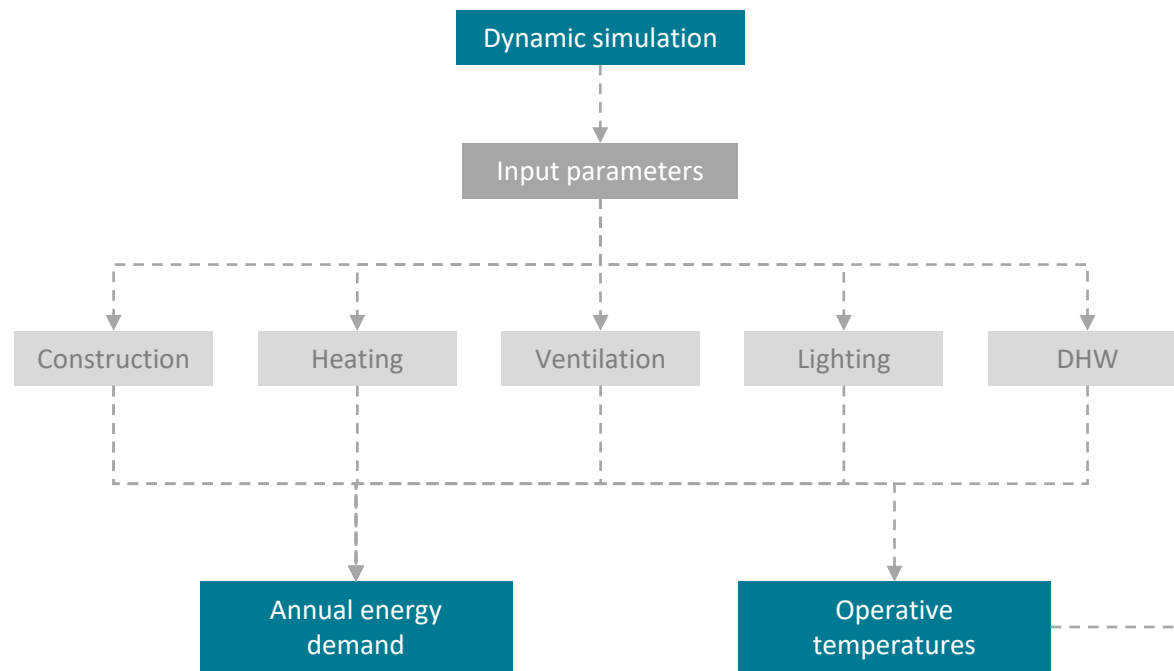 Dynamic simulation
Input parameters
Construction
Heating
Ventilation
Lighting
DHW
Annual energy
demand
Operative
temperatures